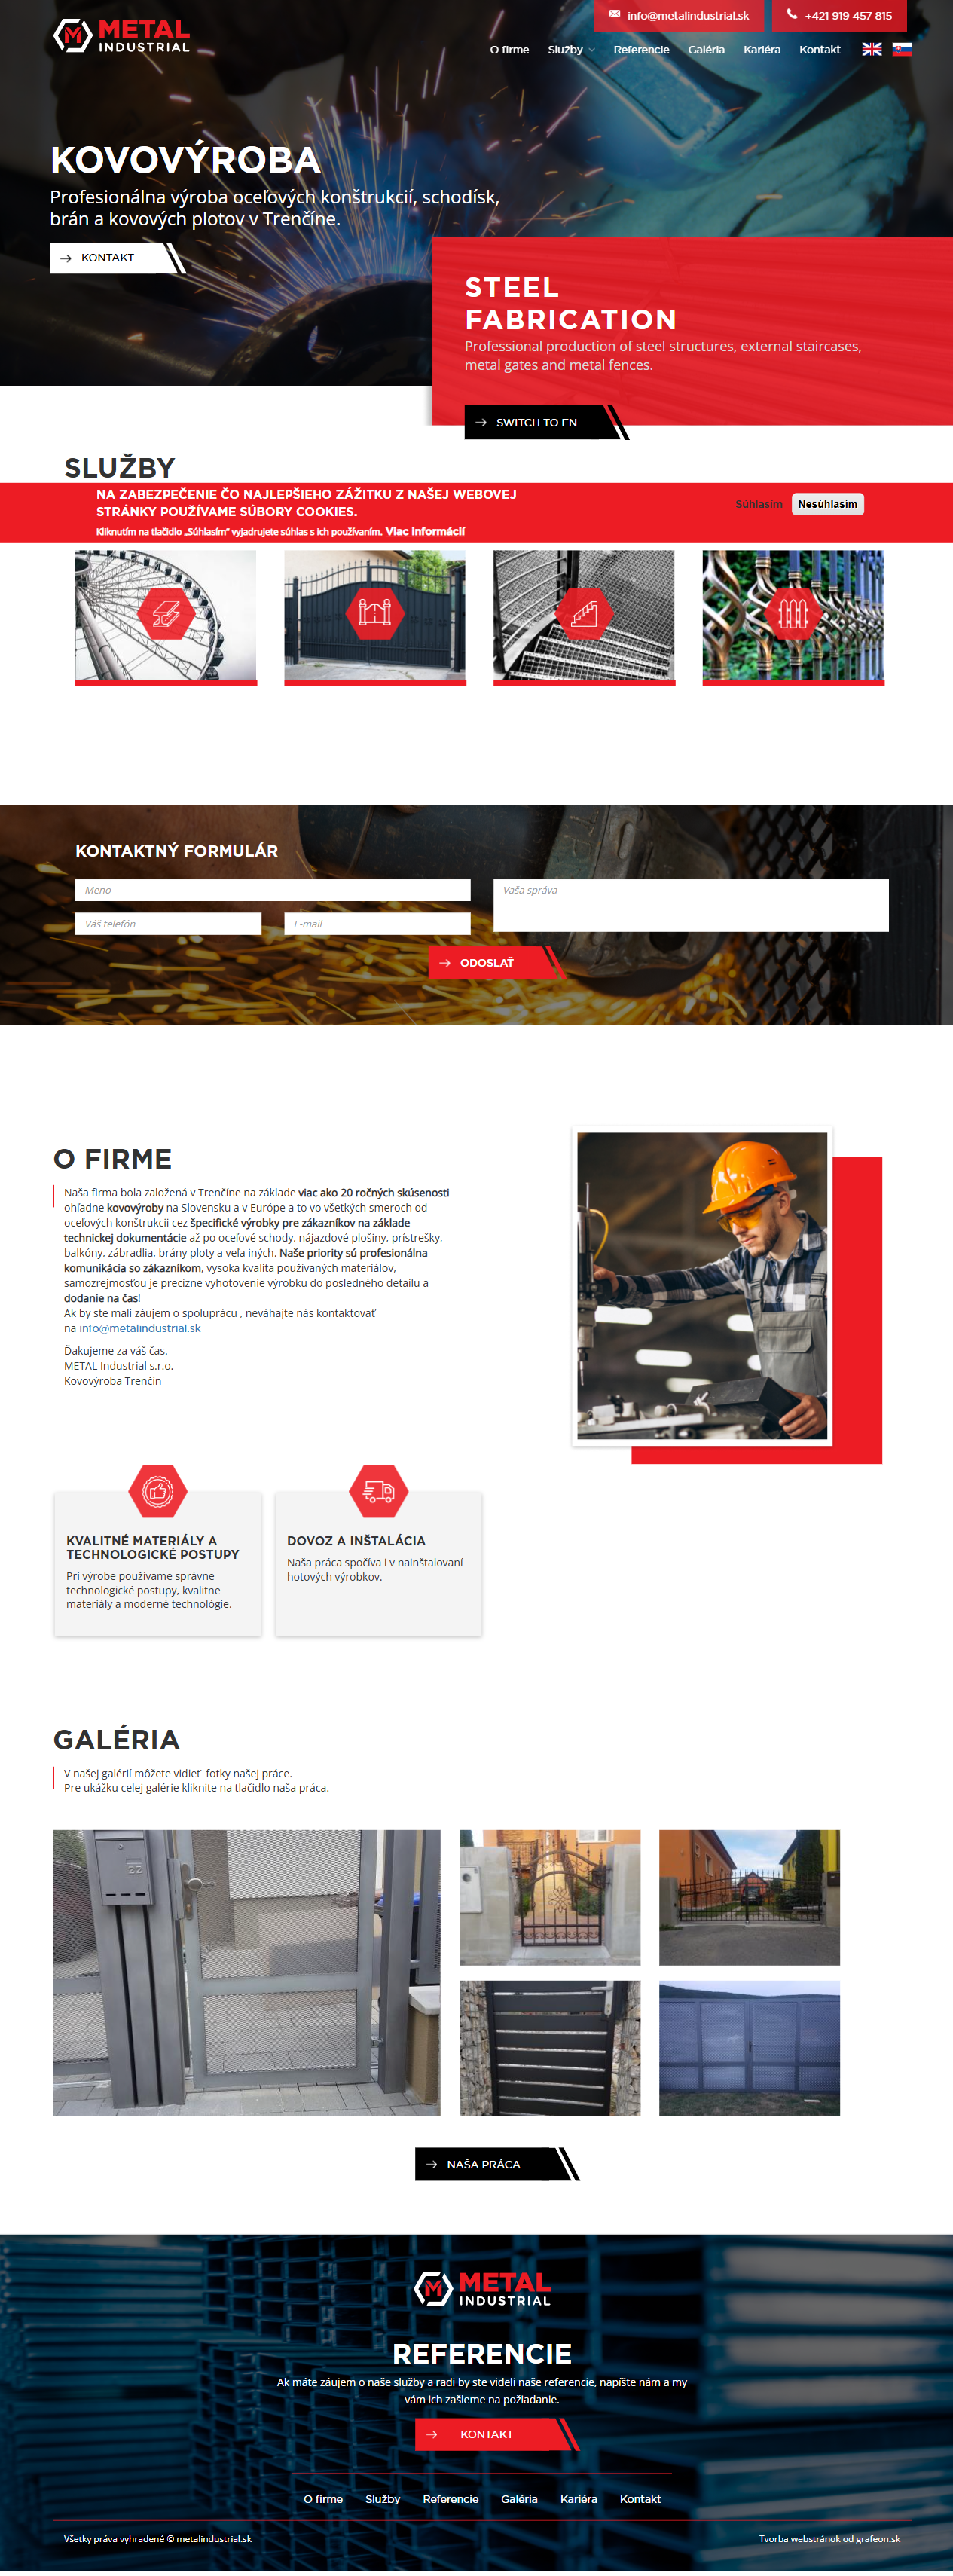 info@metalindustrial.sk
+421 919 457 815
METAL
INDUSTRIAL
O firme
Služby
Referencie
Galéria
Kariéra
Kontakt
KOVOVÝROBA
Profesionálna výroba oceľových konštrukcií, schodísk,
brán a kovových plotov v Trenčíne.
KONTAKT
STEEL
FABRICATION
Professional production of steel structures, external staircases,
metal gates and metal fences.
SWITCH TO EN
SLUŽBY
NA ZABEZPEČENIE ČO NAJLEPŠIEHO ZÁŽITKU Z NAŠEJ WEBOVEJ
STRÁNKY POUŽÍVAME SÚBORY COOKIES.
Kliknutím na tlačidlo „Súhlasím“ vyjadrujete súhlas s ich používaním. Viac informácií
Súhlasím
Nesúhlasím
KONTAKTNÝ FORMULÁR
Meno
Vaša správa
Váš telefón
E-mail
ODOSLAŤ
O FIRME
Naša firma bola založená v Trenčíne na základe viac ako 20 ročných skúsenosti
ohľadne kovovýroby na Slovensku a v Európe a to vo všetkých smeroch od
oceľových konštrukcii cez špecifické výrobky pre zákazníkov na základe
technickej dokumentácie až po oceľové schody, nájazdové plošiny, prístrešky,
balkóny, zábradlia, brány ploty a veľa iných. Naše priority sú profesionálna
komunikácia so zákazníkom, vysoka kvalita používaných materiálov,
samozrejmosťou je precízne vyhotovenie výrobku do posledného detailu a
dodanie na čas!
Ak by ste mali záujem o spoluprácu , neváhajte nás kontaktovať
na info@metalindustrial.sk
Ďakujeme za váš čas.
METAL Industrial s.r.o.
Kovovýroba Trenčín
KVALITNÉ MATERIÁLY A
TECHNOLOGICKÉ POSTUPY
Pri výrobe používame správne
technologické postupy, kvalitne
materiály a moderné technológie.
DOVOZ A INŠTALÁCIA
Naša práca spočíva i v nainštalovaní
hotových výrobkov.
GALÉRIA
V našej galérií môžete vidieť fotky našej práce.
Pre ukážku celej galérie kliknite na tlačidlo naša práca.
22
NAŠA PRÁCA
METAL
INDUSTRIAL
REFERENCIE
Ak máte záujem o naše služby a radi by ste videli naše referencie, napíšte nám a my
vám ich zašleme na požiadanie.
KONTAKT
O firme
Služby
Referencie
Galéria
Kariéra
Kontakt
Všetky práva vyhradené © metalindustrial.sk
Tvorba webstránok od grafeon.sk